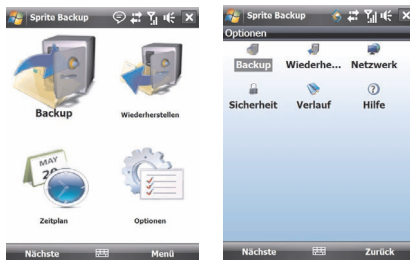 Sprite Backup
Backup
Wiederherstellen
MAY
Zeitplan
Optionen
Nächste
Menü
Sprite Backup
Optionen
Backup
Wiederhe...
Netzwerk
Sicherheit
Verlauf
Hilfe
Nächste
Zurück